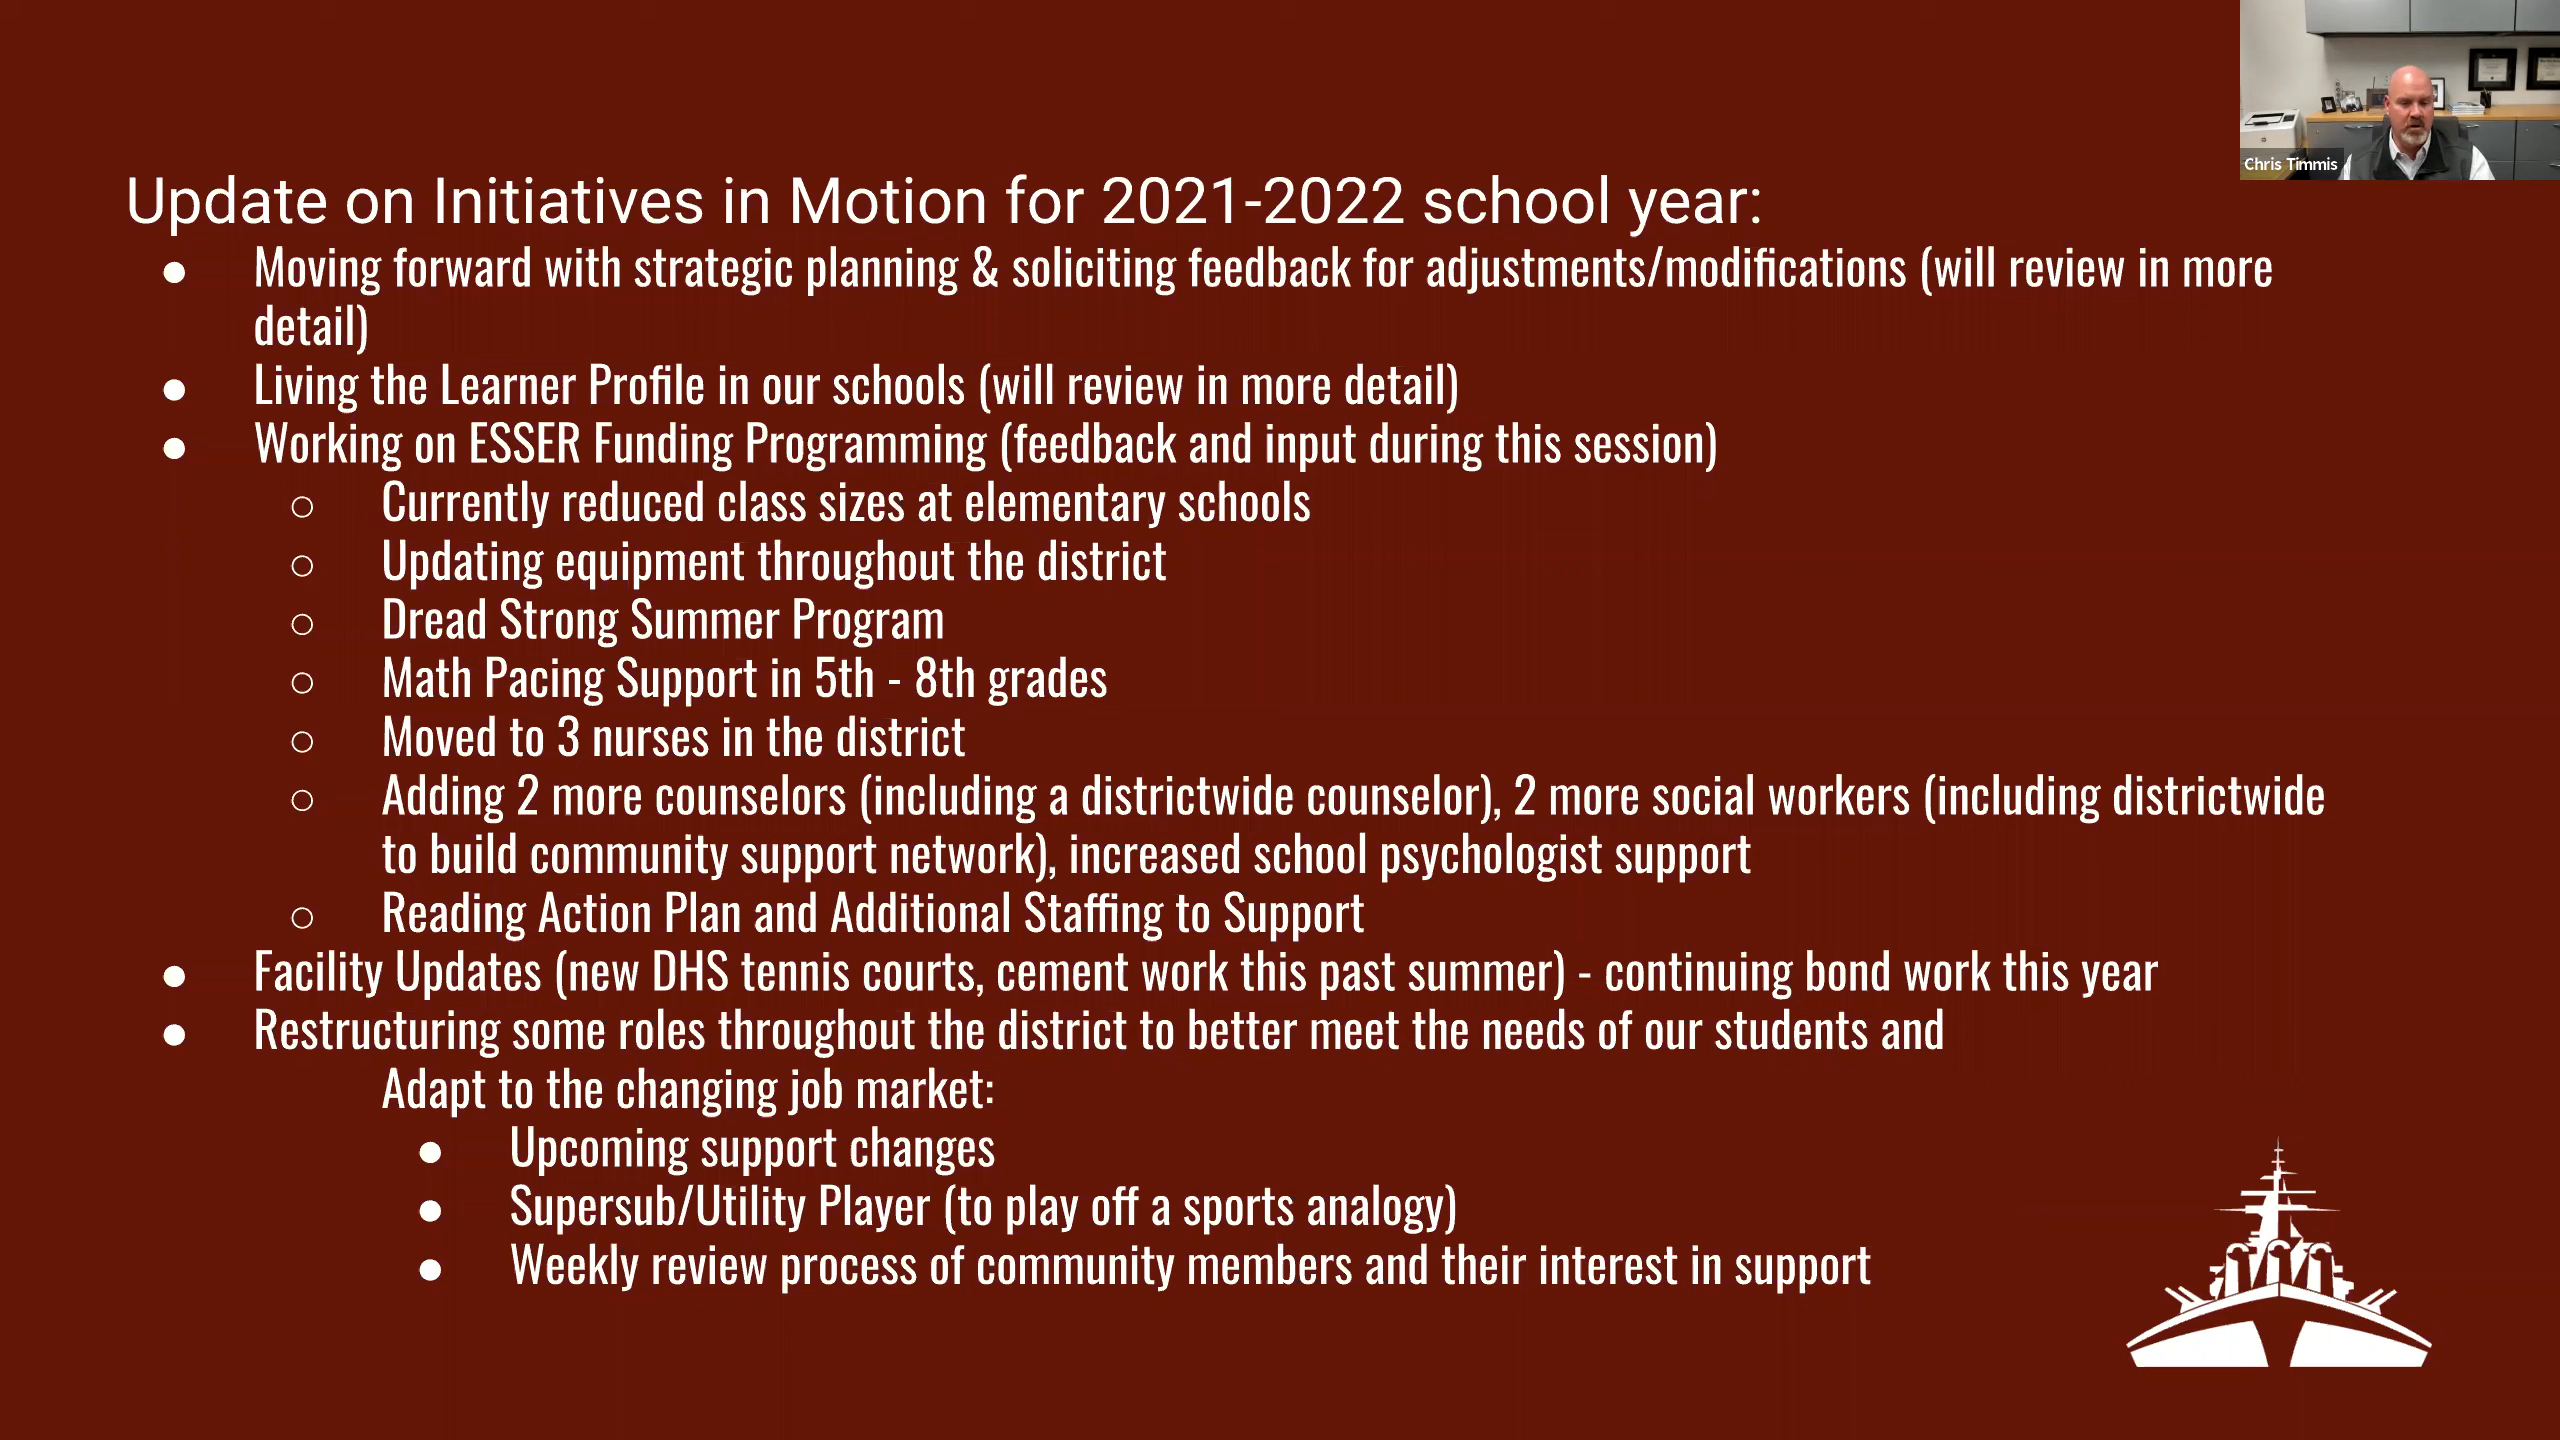 Chris Timmis
Update on Initiatives in Motion for 2021-2022 school year:
● Moving forward with strategic planning & soliciting feedback for adjustments/modifications (will review in more
detail)
● Living the Learner Profile in our schools (will review in more detail)
● Working on ESSER Funding Programming (feedback and input during this session)
○ Currently reduced class sizes at elementary schools
○ Updating equipment throughout the district
○ Dread Strong Summer Program
○ Math Pacing Support in 5th - 8th grades
○ Moved to 3 nurses in the district
○ Adding 2 more counselors (including a districtwide counselor), 2 more social workers (including districtwide
to build community support network), increased school psychologist support
○ Reading Action Plan and Additional Staffing to Support
● Facility Updates (new DHS tennis courts, cement work this past summer) - continuing bond work this year
● Restructuring some roles throughout the district to better meet the needs of our students and
Adapt to the changing job market:
● Upcoming support changes
● Supersub/Utility Player (to play off a sports analogy)
● Weekly review process of community members and their interest in support